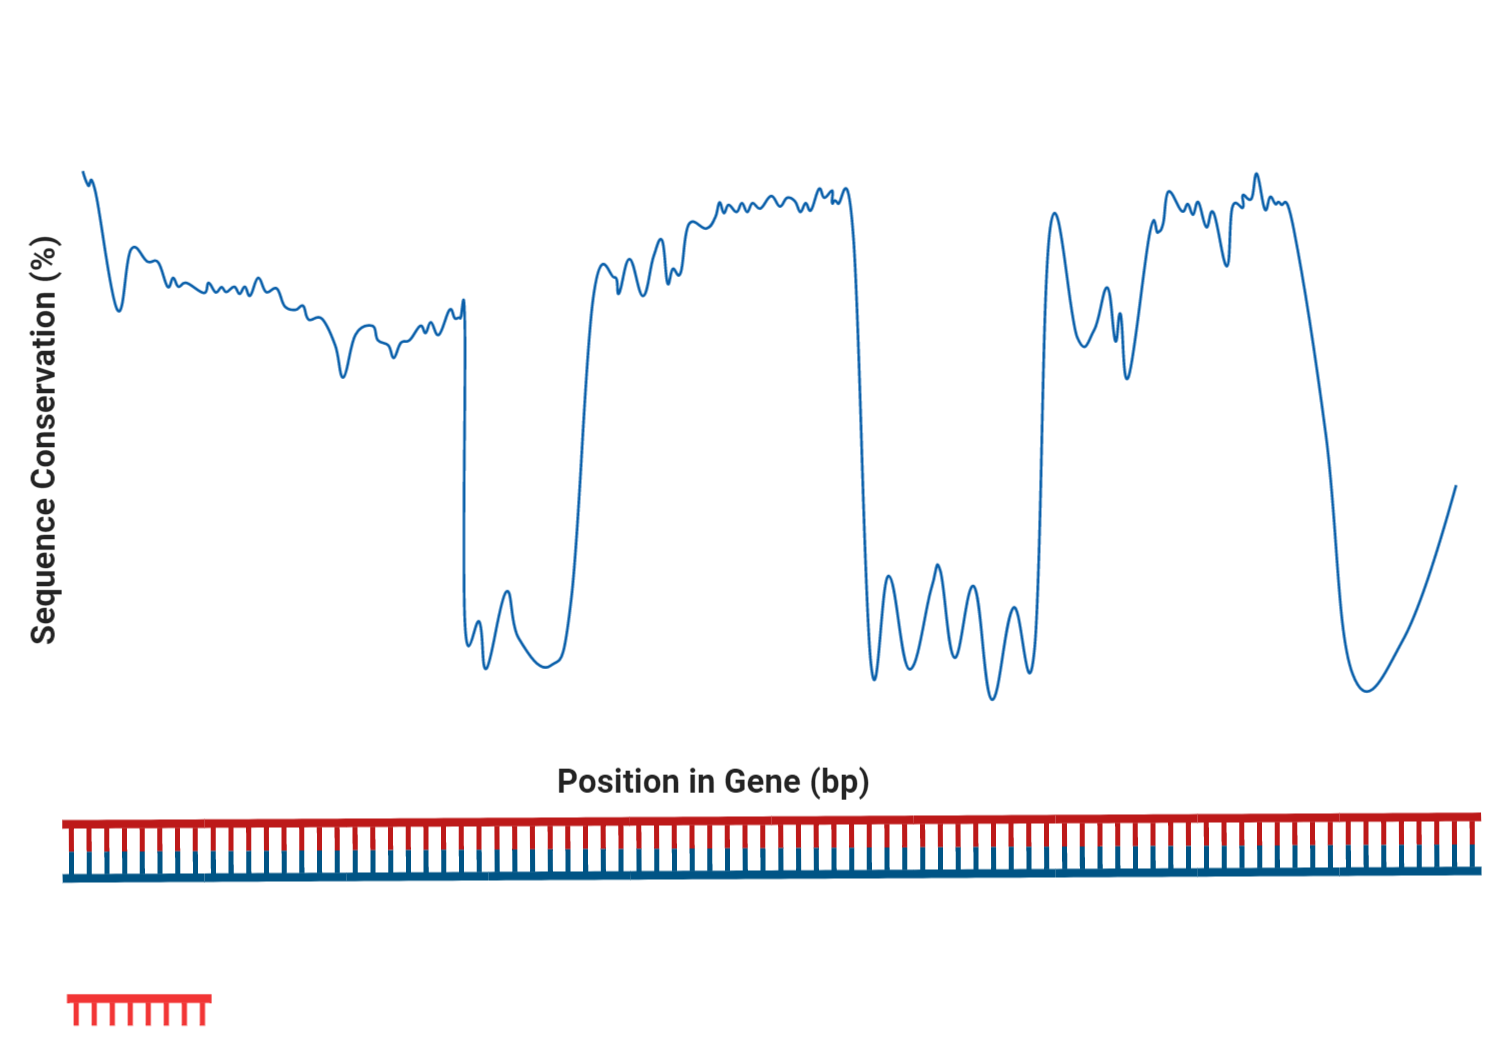 Sequence Conservation (%)
Position in Gene (bp)